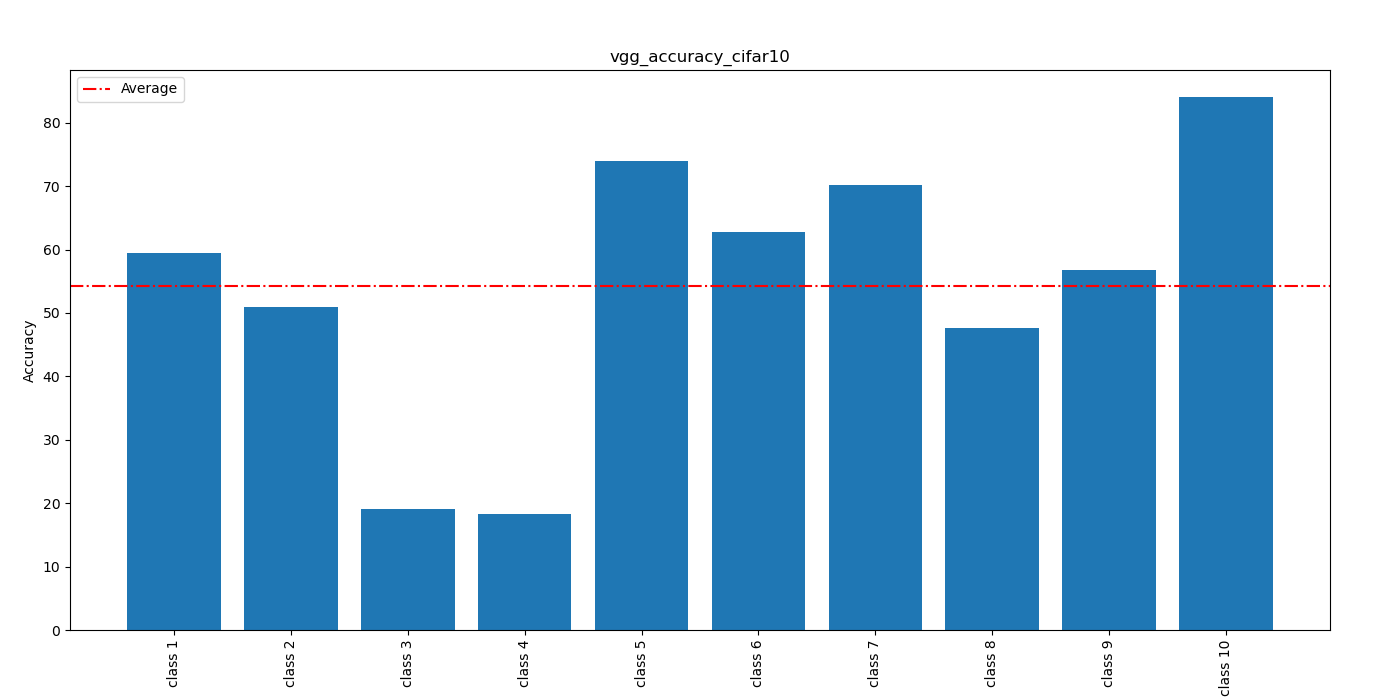 vgg_accuracy_cifar10
Average
Accuracy
80
70
60
50
40
30
20
10
0
class 1
class 2
class 3
class 4
class 5
class 6
class 7
class 8
class 9
class 10